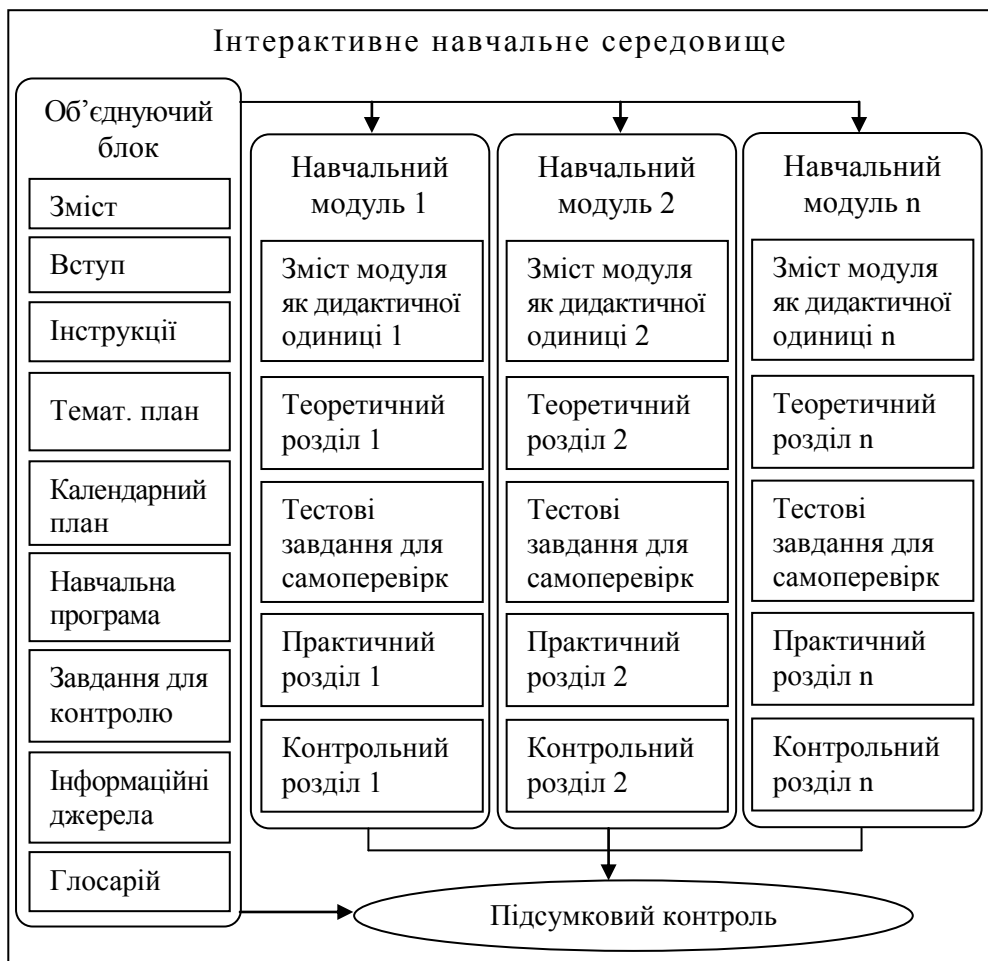 Інтерактивне навчальне середовище
Об’єднуючий
блок
Зміст
Вступ
Інструкції
Темат. план
Календарний
план
Навчальна
програма
Завдання для
контролю
Інформаційні
джерела
Глосарій
Навчальний
модуль 1
Зміст модуля
як дидактичної
одиниці 1
Теоретичний
розділ 1
Тестові
завдання для
самоперевірк
Практичний
розділ 1
Контрольний
розділ 1
Навчальний
модуль 2
Зміст модуля
як дидактичної
одиниці 2
Теоретичний
розділ 2
Тестові
завдання для
самоперевірк
Практичний
розділ 2
Контрольний
розділ 2
Навчальний
модуль n
Зміст модуля
як дидактичної
одиниці n
Теоретичний
розділ n
Тестові
завдання для
самоперевірк
Практичний
розділ n
Контрольний
розділ n
Підсумковий контроль